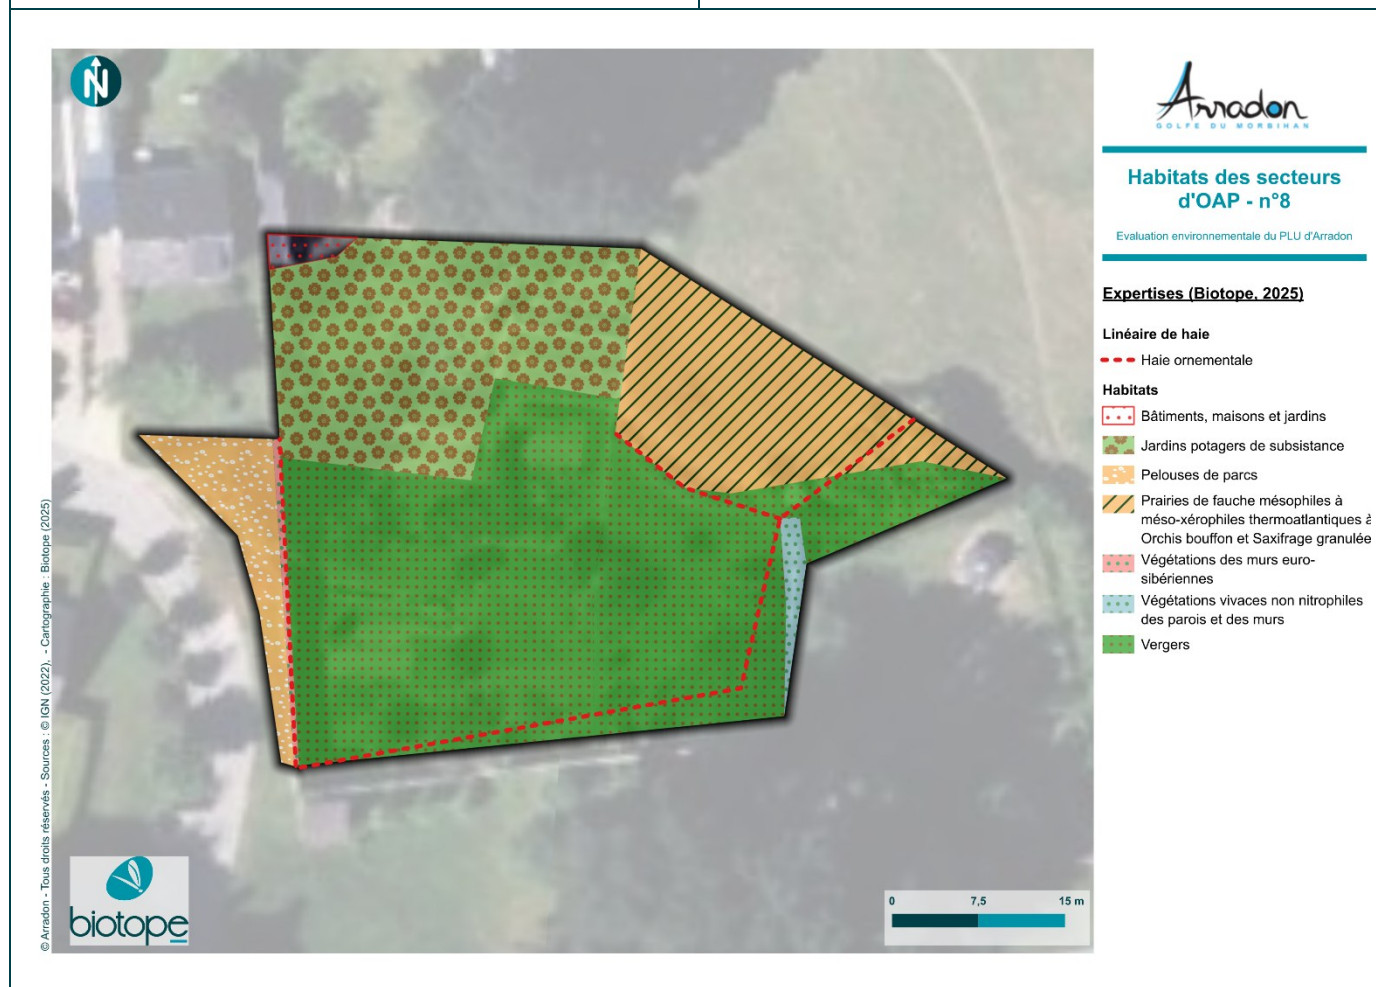 N
Arradon
GOLFE DU MORBIHAN
Habitats des secteurs
d'OAP - n°8
Evaluation environnementale du PLU d'Arradon
Expertises (Biotope, 2025)
Linéaire de haie
Haie ornementale
Habitats
Bâtiments, maisons et jardins
Jardins potagers de subsistance
Pelouses de parcs
Prairies de fauche mésophiles à
méso-xérophiles thermoatlantiques à
Orchis bouffon et Saxifrage granulée
Végétations des murs euro-
sibériennes
Végétations vivaces non nitrophiles
des parois et des murs
Vergers
© Arradon - Tous droits réservés - Sources : © IGN (2022), - Cartographie : Biotope (2025)
biotope
0 7,5 15 m